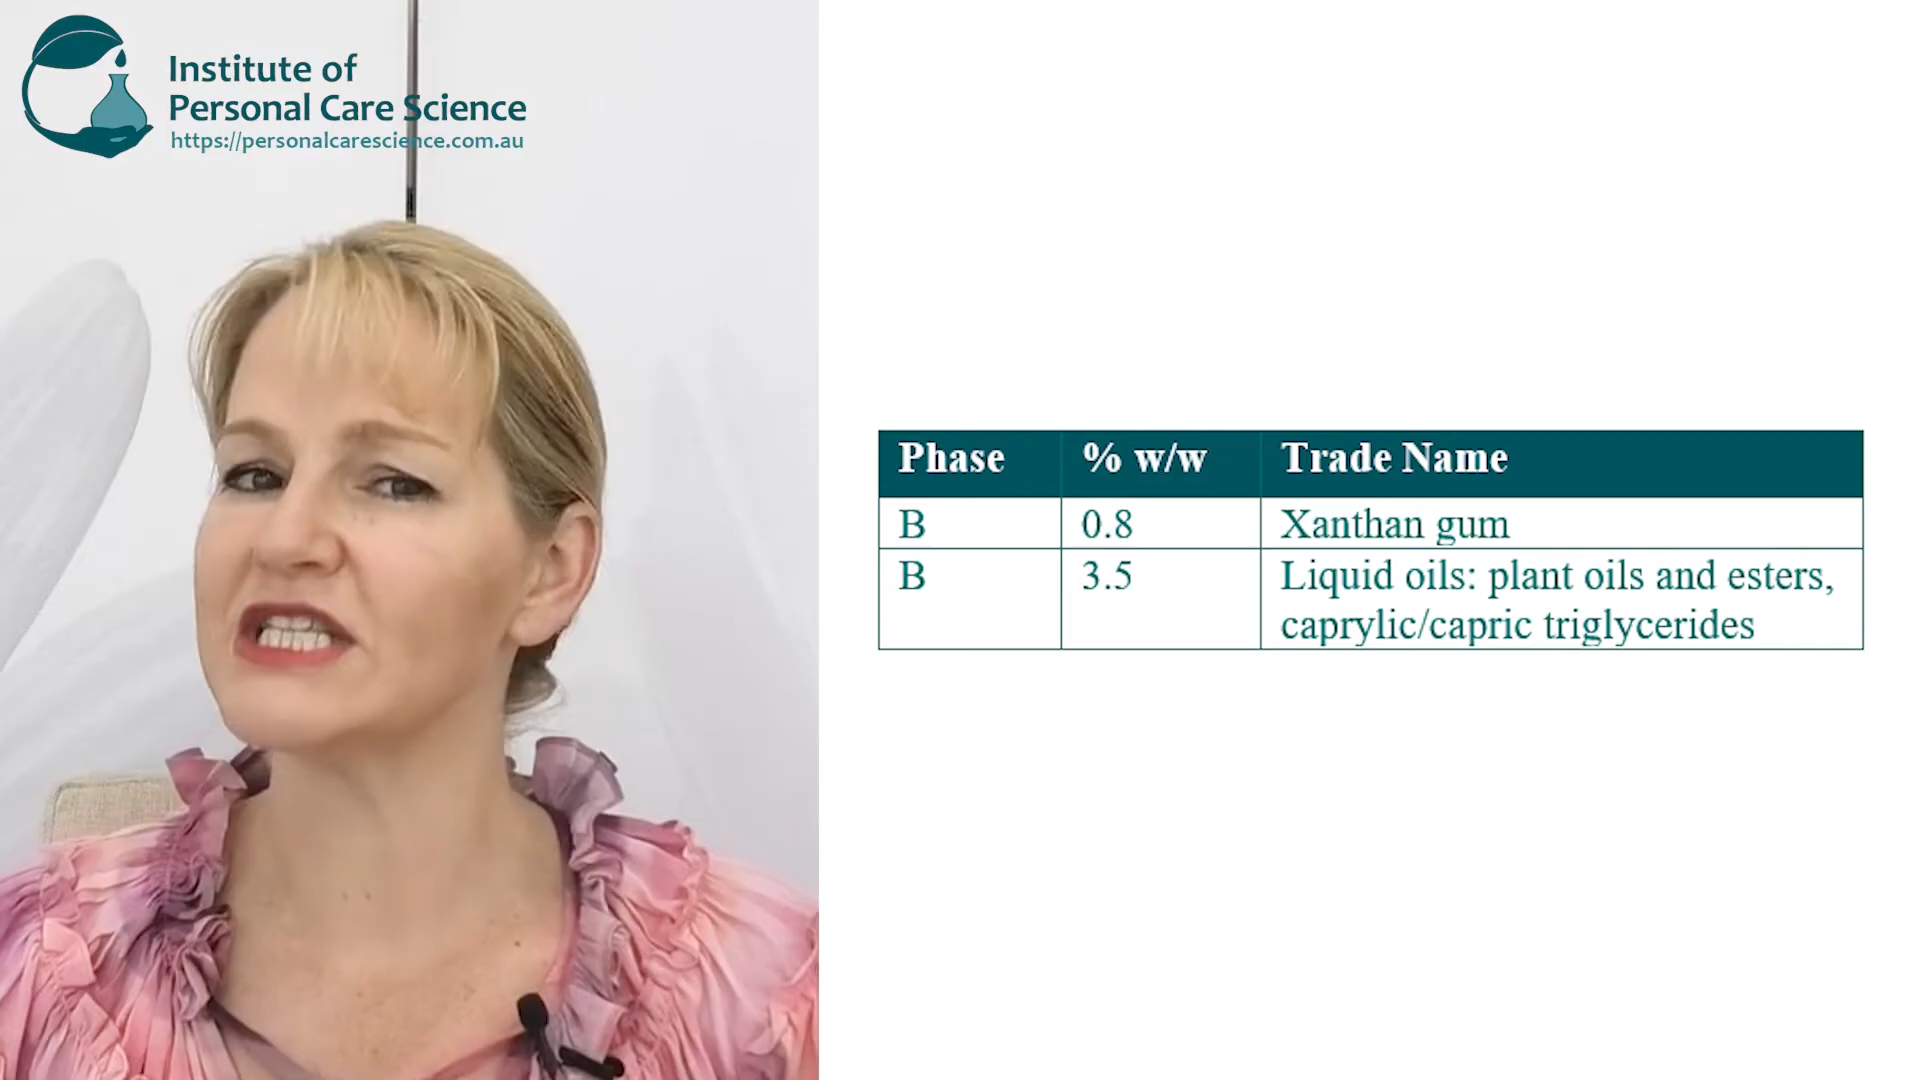 Institute of
Personal Care Science
https://personalcarescience.com.au
Phase % w/w Trade Name
B 0.8 Xanthan gum
B 3.5 Liquid oils: plant oils and esters,
caprylic/capric triglycerides